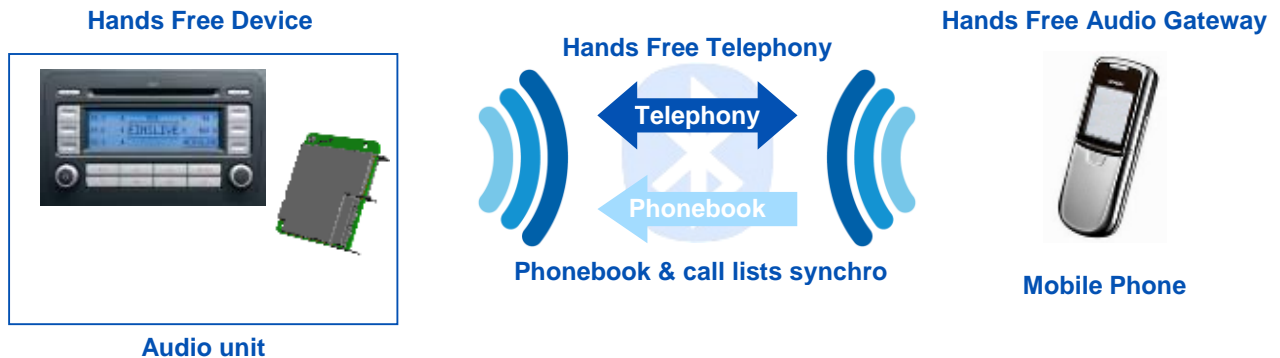 Hands Free Device
Hands Free Audio Gateway
Hands Free Telephony
EINSLIVE
Telephony
Phonebook
Phonebook & call lists synchro
Mobile Phone
Audio unit